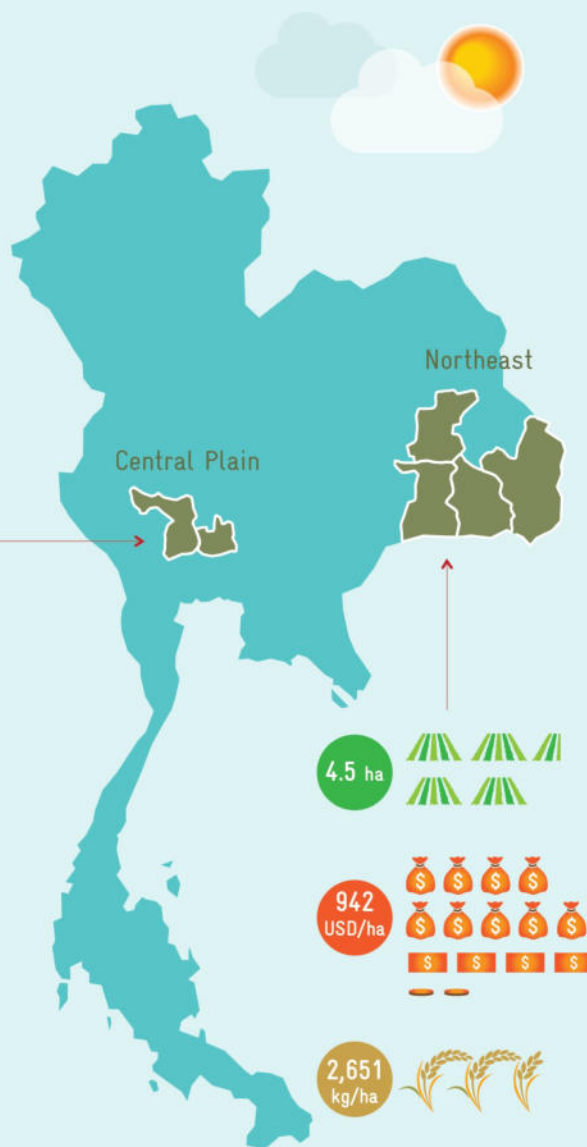 Northeast
Central Plain
4.5 ha
942
USD/ha
$ $ $ $
$ $ $ $ $
$ $ $ $
2,651
kg/ha